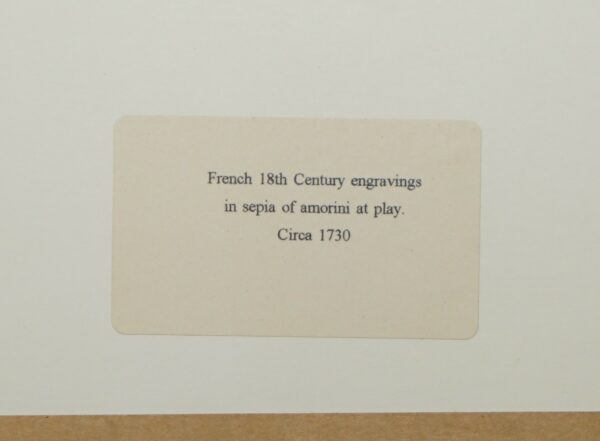 French 18th Century engravings
in sepia of amorini at play.
Circa 1730